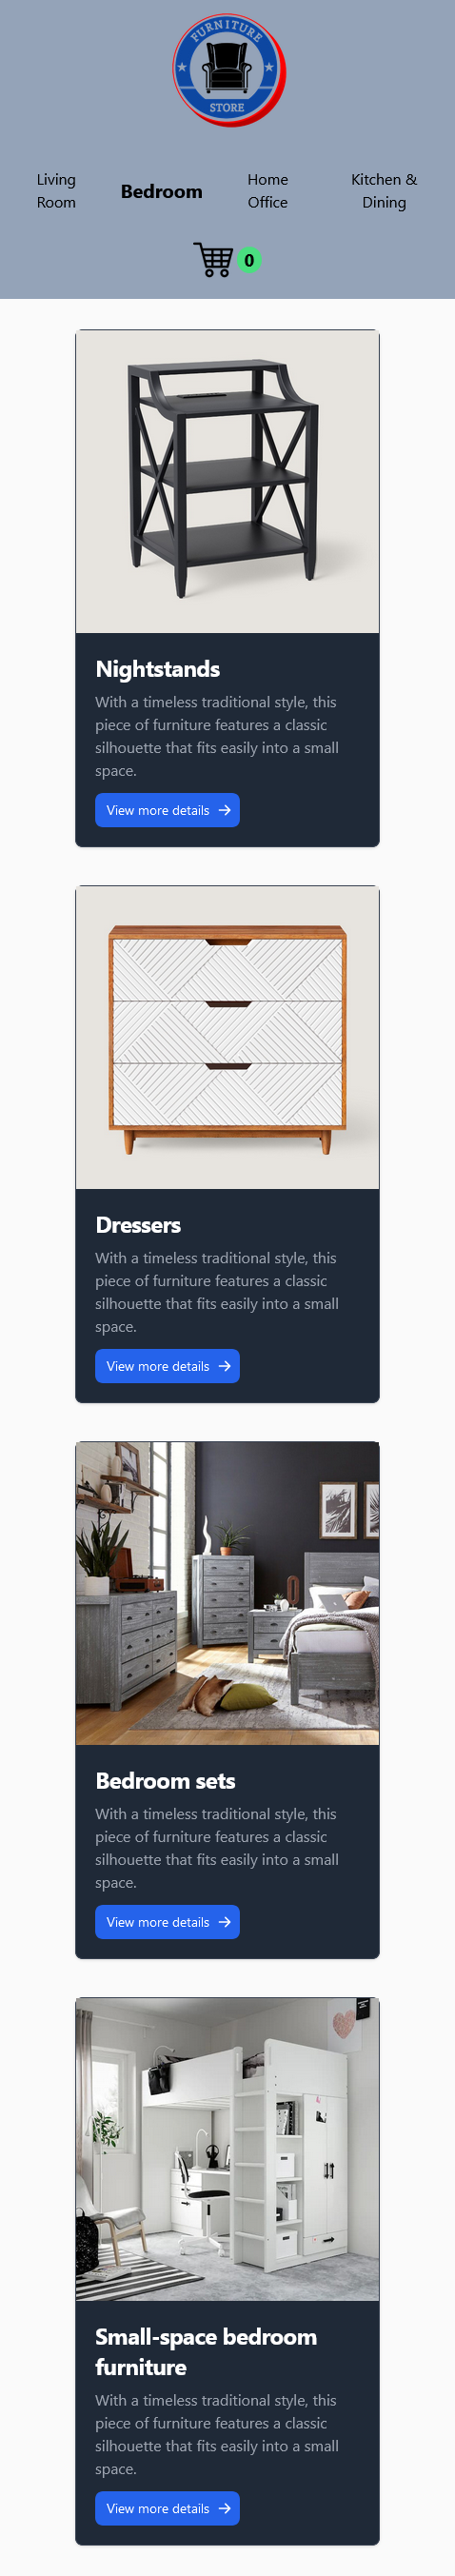 FURNITURE
STORE
Living
Room
Bedroom
Home
Office
Kitchen &
Dining
0
Nightstands
With a timeless traditional style, this
piece of furniture features a classic
silhouette that fits easily into a small
space.
View more details
Dressers
With a timeless traditional style, this
piece of furniture features a classic
silhouette that fits easily into a small
space.
View more details
Bedroom sets
With a timeless traditional style, this
piece of furniture features a classic
silhouette that fits easily into a small
space.
View more details
Small-space bedroom
furniture
With a timeless traditional style, this
piece of furniture features a classic
silhouette that fits easily into a small
space.
View more details